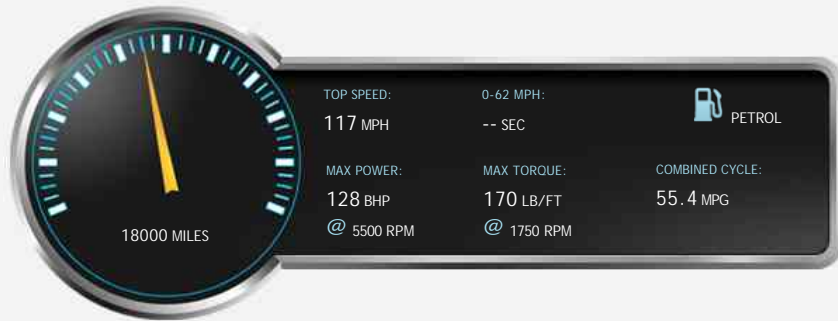 TOP SPEED:
117 MPH
0-62 MPH:
-- SEC
PETROL
MAX POWER:
128 BHP
@ 5500 RPM
MAX TORQUE:
170 LB/FT
@ 1750 RPM
COMBINED CYCLE:
55.4 MPG
18000 MILES